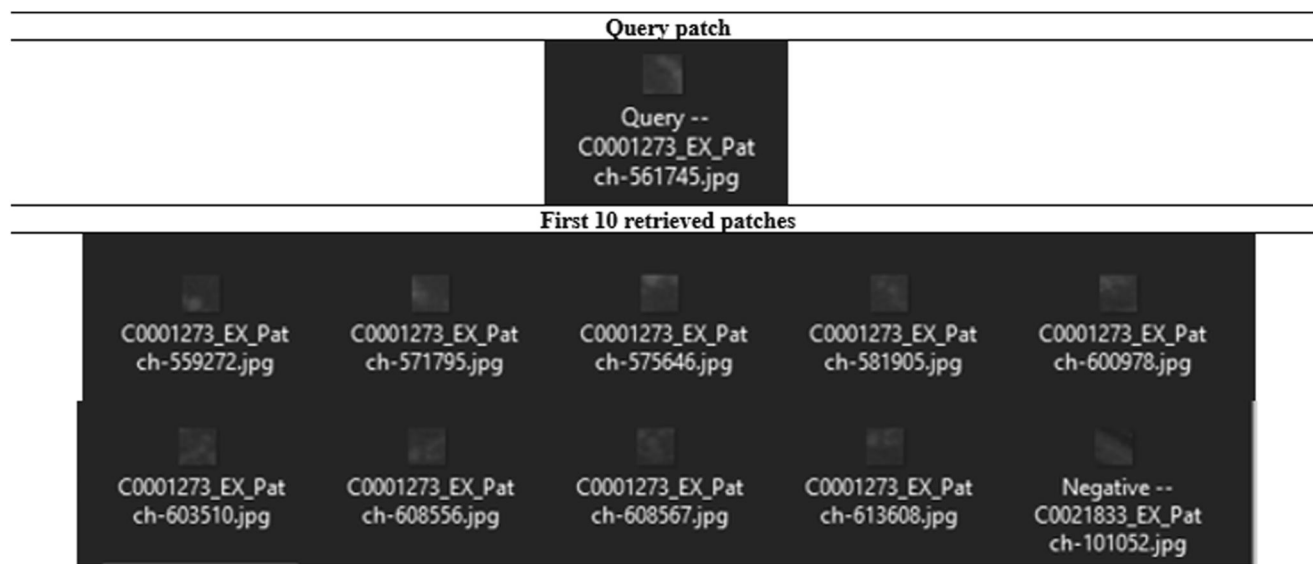 Query patch
Query --
C0001273_EX_Pat
ch-561745.jpg
First 10 retrieved patches
C0001273_EX_Pat
ch-559272.jpg
C0001273_EX_Pat
ch-571795.jpg
C0001273_EX_Pat
ch-575646.jpg
C0001273_EX_Pat
ch-581905.jpg
C0001273_EX_Pat
ch-600978.jpg
C0001273_EX_Pat
ch-603510.jpg
C0001273_EX_Pat
ch-608556.jpg
C0001273_EX_Pat
ch-608567.jpg
C0001273_EX_Pat
ch-613608.jpg
Negative --
C0021833_EX_Pat
ch-101052.jpg